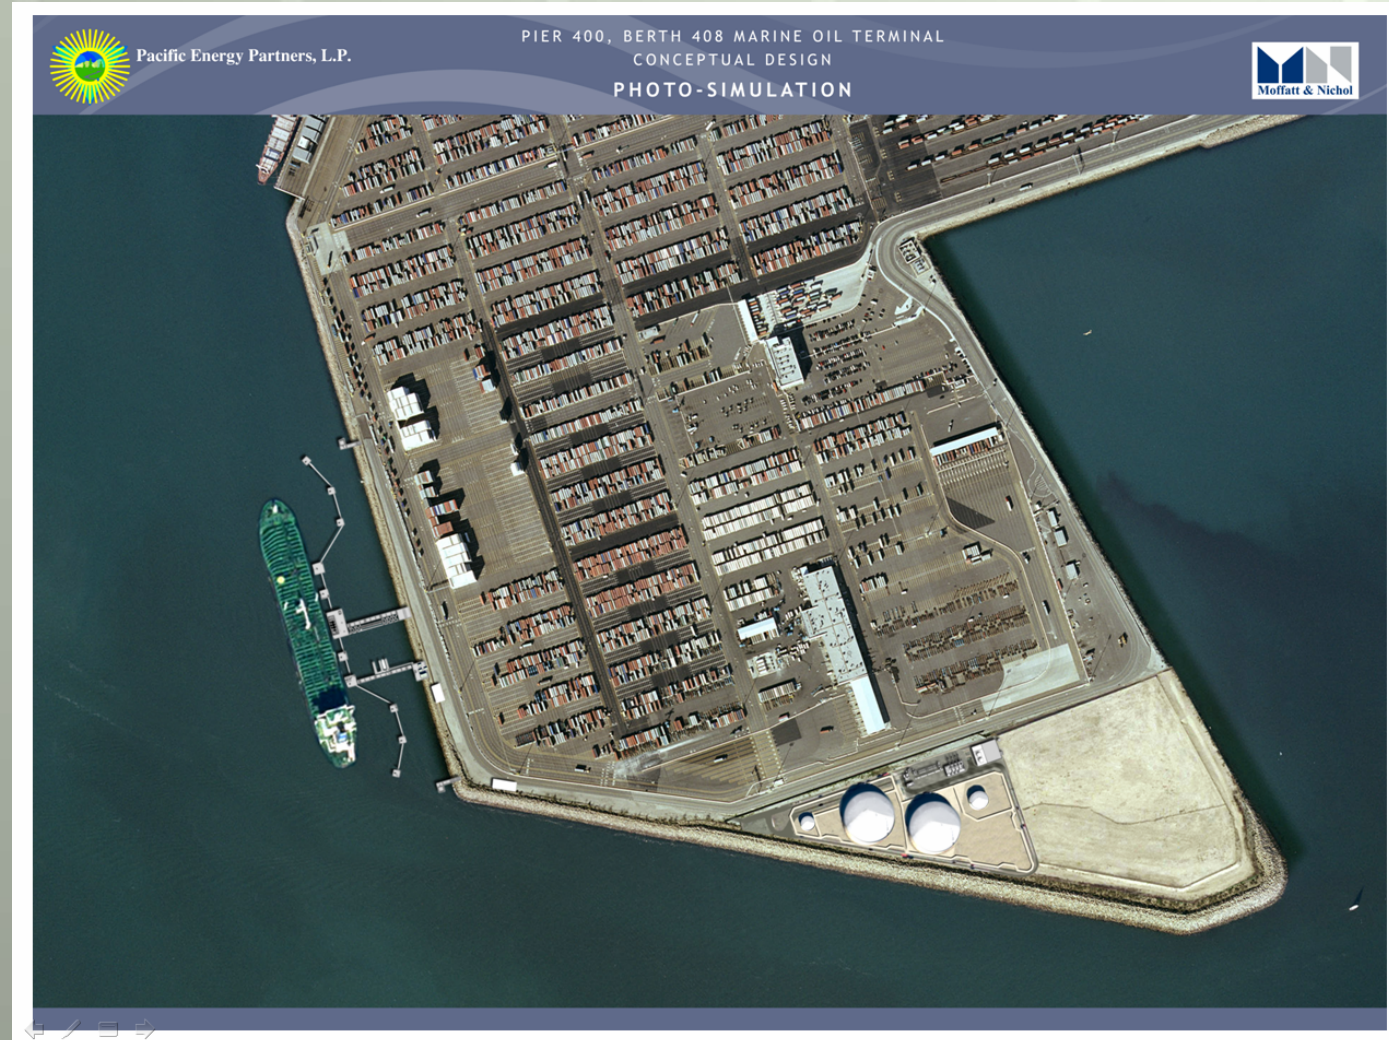 Pacific Energy Partners, L.P.
PIER 400, BERTH 408 MARINE OIL TERMINAL
CONCEPTUAL DESIGN
PHOTO-SIMULATION
Moffatt & Nichol